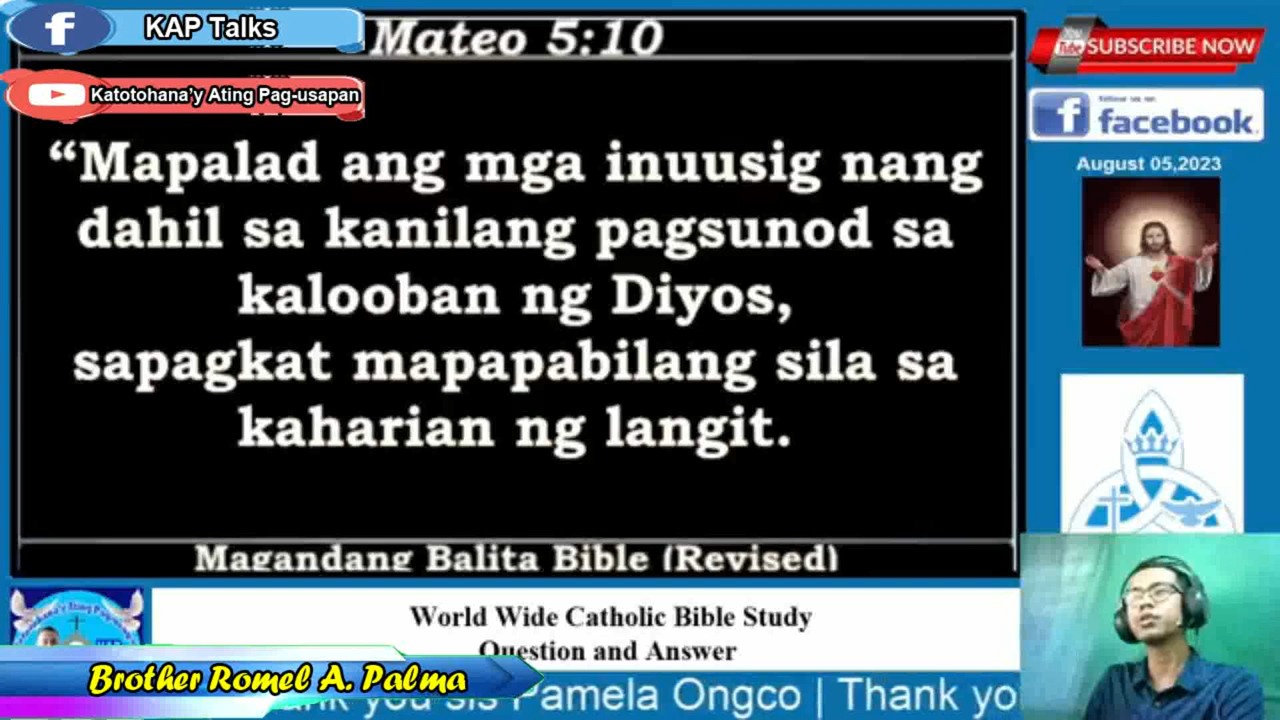 KAP Talks
Mateo 5:10
Katotohana’y Ating Pag-usapan
“Mapalad ang mga inuusig nang
dahil sa kanilang pagsunod sa
kalooban ng Diyos,
sapagkat mapapabilang sila sa
kaharian ng langit.
Magandang Balita Bible (Revised)
You
Tube
SUBSCRIBE NOW
facebook
August 05,2023
World Wide Catholic Bible Study
Question and Answer
Brother Romel A. Palma
you sis Pamela Ongco | Thank